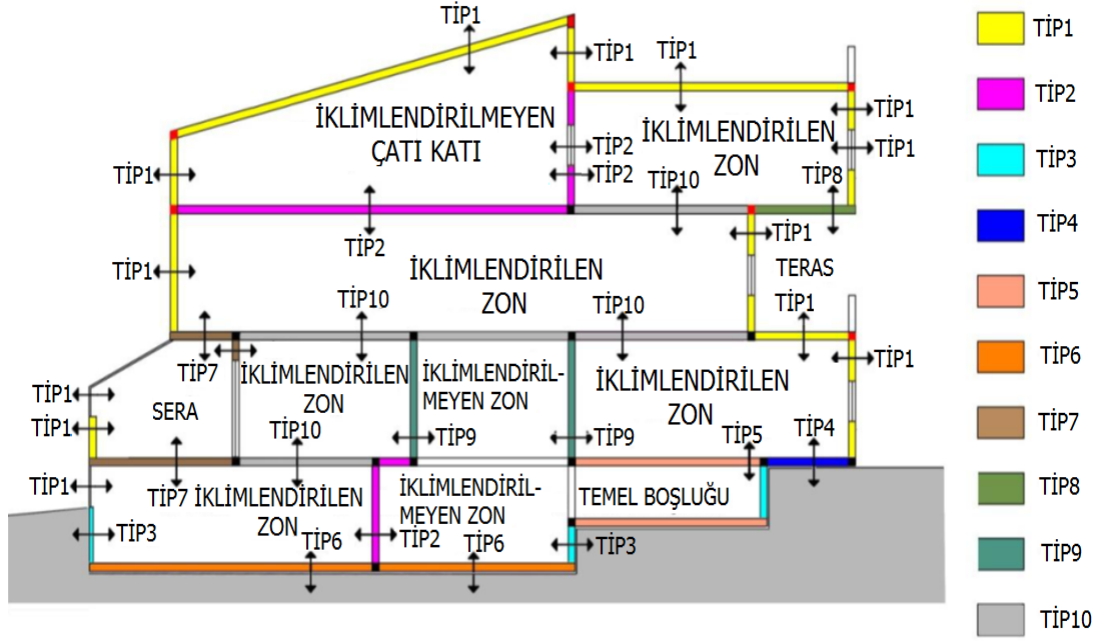 TİP1
TİP1
TİP1
İKLİMLENDİRİLMEYEN
ÇATI KATI
İKLİMLENDİRİLEN
ZON
TİP1
TİP1
TİP2
TİP2
TİP1
TİP10
TİP8
TİP2
TİP1
TERAS
TİP1
İKLİMLENDİRİLEN
ZON
TİP10
TİP10
TİP1
TİP7
İKLİMLENDİRİLEN
ZON
İKLİMLENDİRİL-
MEYEN ZON
İKLİMLENDİRİLEN
ZON
TİP1
TİP1
TİP1
SERA
TİP10
TİP9
TİP9
TİP5
TİP4
TİP1
TİP7
İKLİMLENDİRİLEN
ZON
İKLİMLENDİRİL-
MEYEN ZON
TEMEL BOŞLUĞU
TİP3
TİP6
TİP2
TİP6
TİP3
TİP1
TİP2
TİP3
TİP4
TİP5
TİP6
TİP7
TİP8
TİP9
TİP10